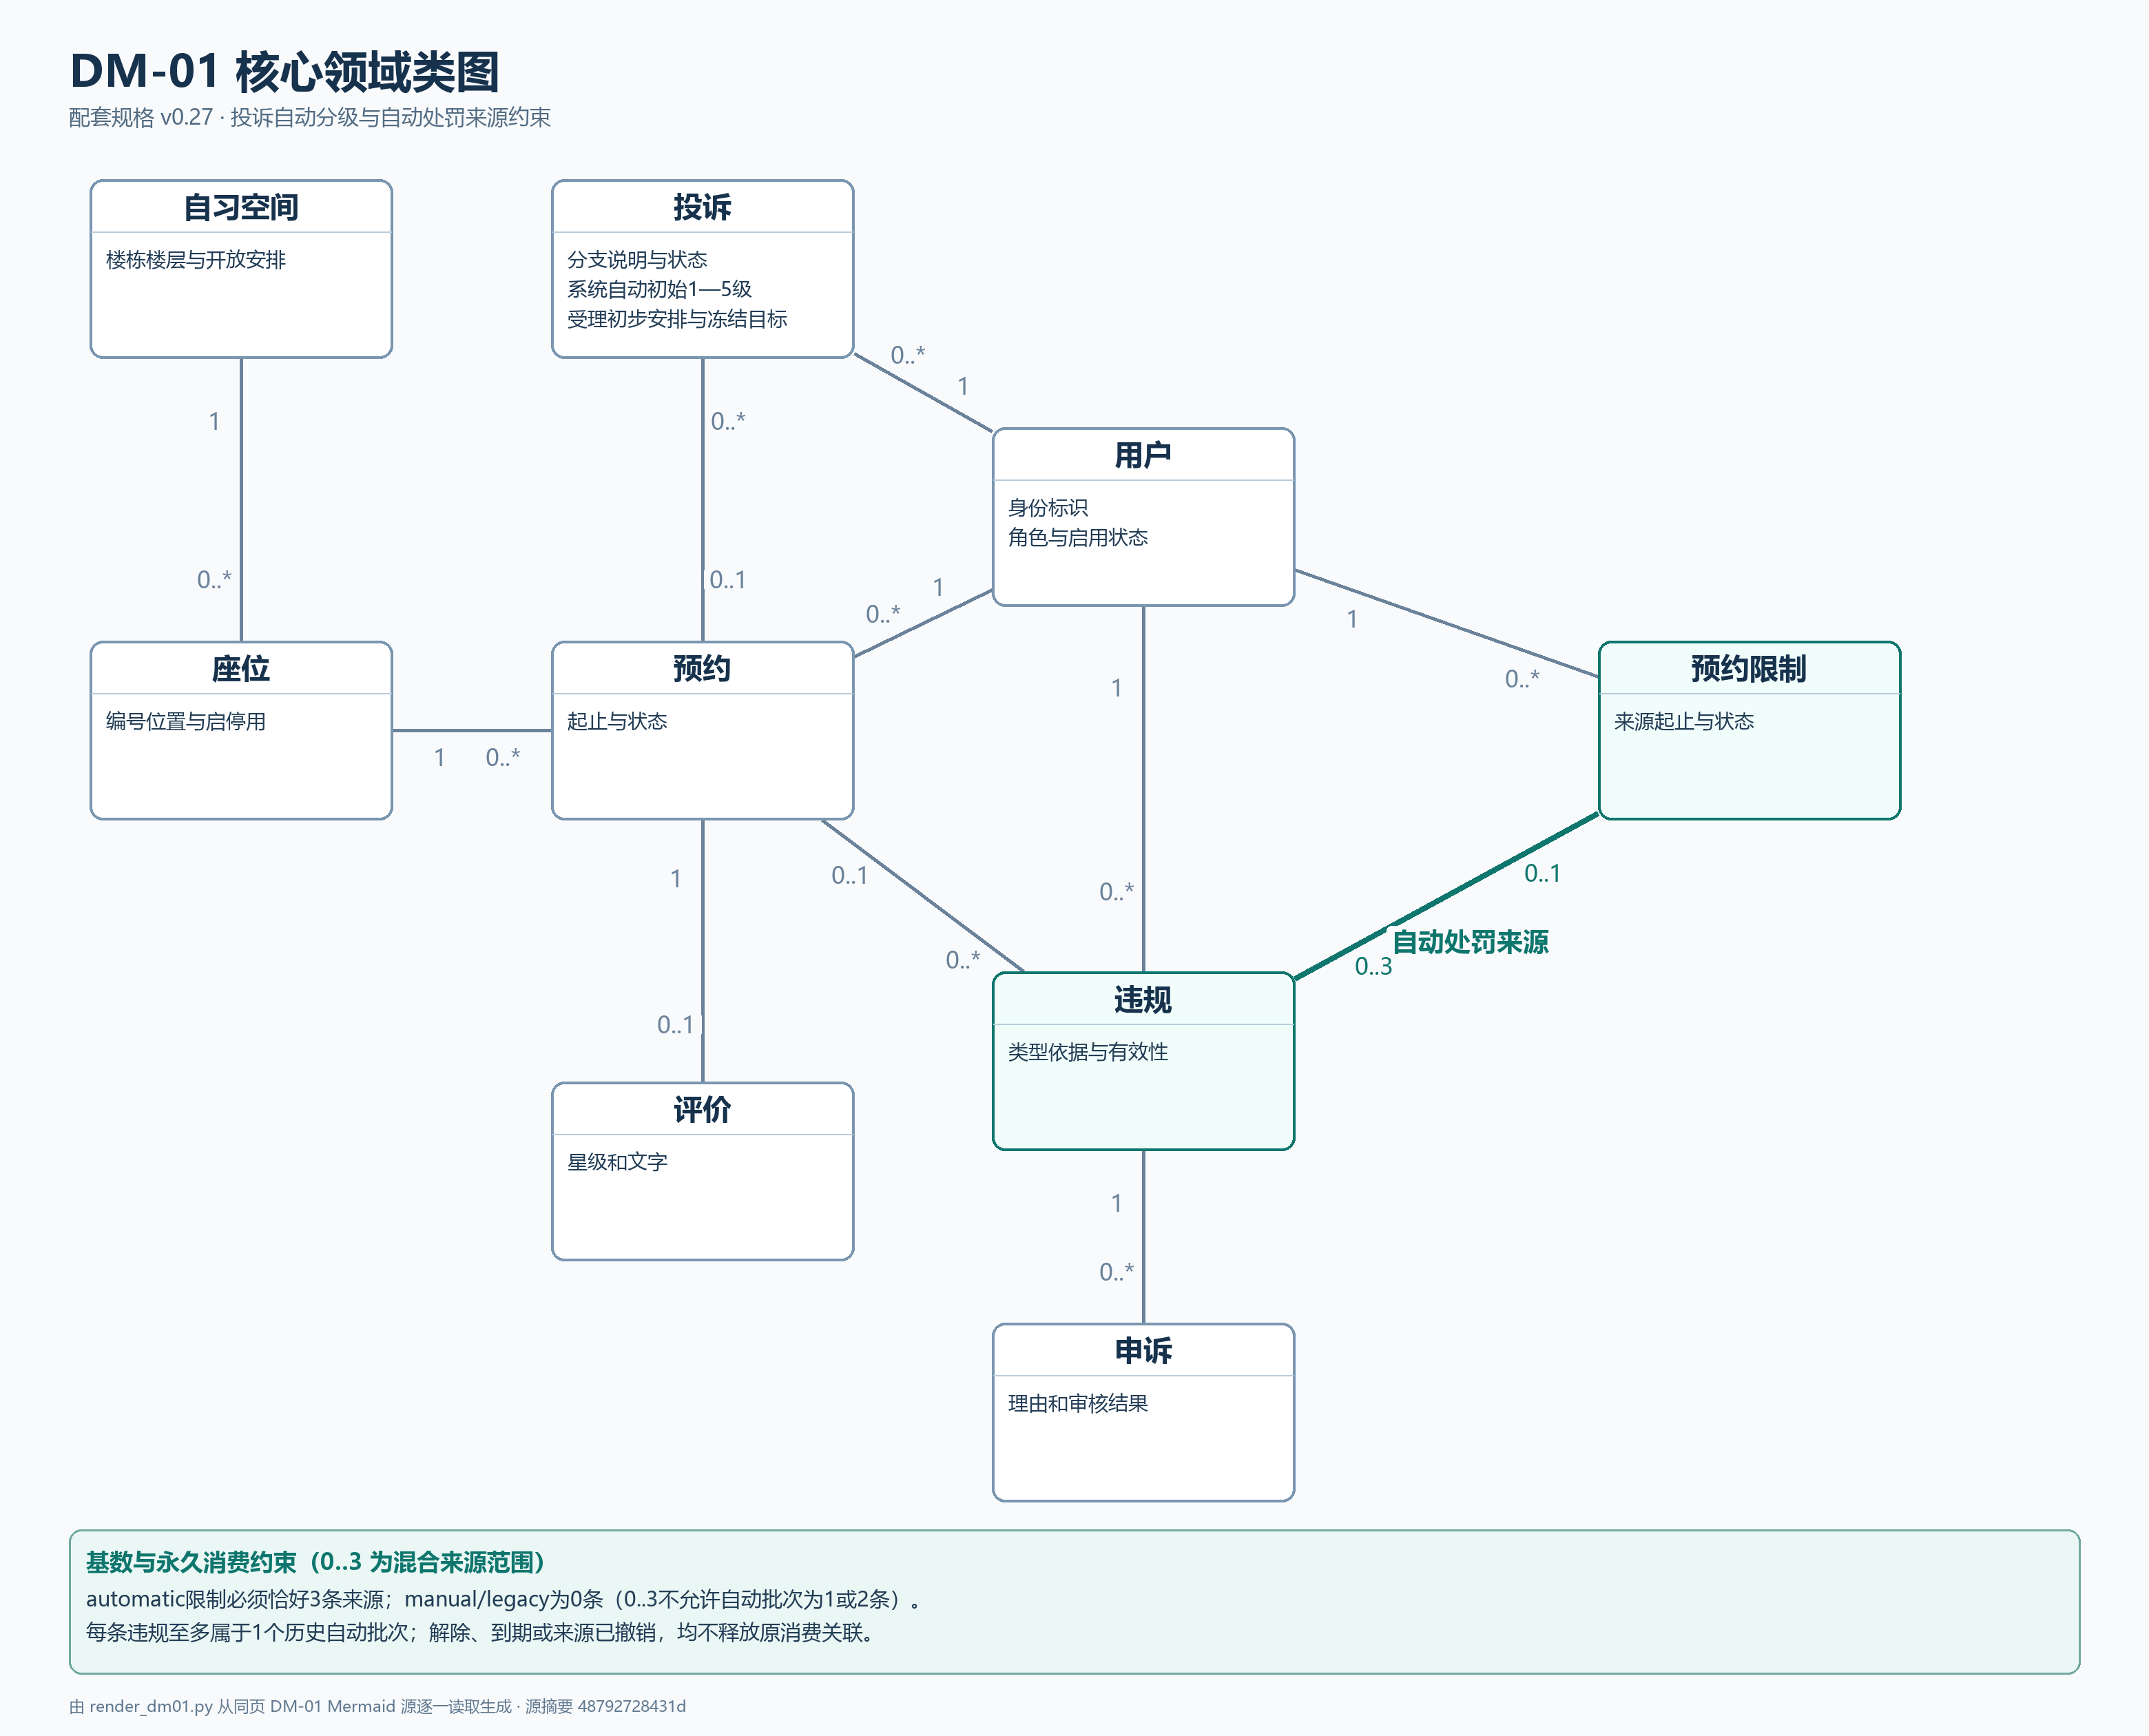 DM-01 核心领域类图
配套规格 v0.27 · 投诉自动分级与自动处罚来源约束
自习空间
楼栋楼层与开放安排
投诉
分支说明与状态
系统自动初始1—5级
受理初步安排与冻结目标
0..*
1
1
0..*
用户
身份标识
角色与启用状态
0..*
0..1
1
0..*
1
0..*
座位
编号位置与启停用
预约
起止与状态
预约限制
来源起止与状态
1
1 0..*
1
0..1
0..*
0..1
0..*
自动处罚来源
0..3
违规
类型依据与有效性
0..1
评价
星级和文字
1
0..*
申诉
理由和审核结果
基数与永久消费约束（0..3 为混合来源范围）
automatic限制必须恰好3条来源；manual/legacy为0条（0..3不允许自动批次为1或2条）。
每条违规至多属于1个历史自动批次；解除、到期或来源已撤销，均不释放原消费关联。
由 render_dm01.py 从同页 DM-01 Mermaid 源逐一读取生成 · 源摘要 48792728431d